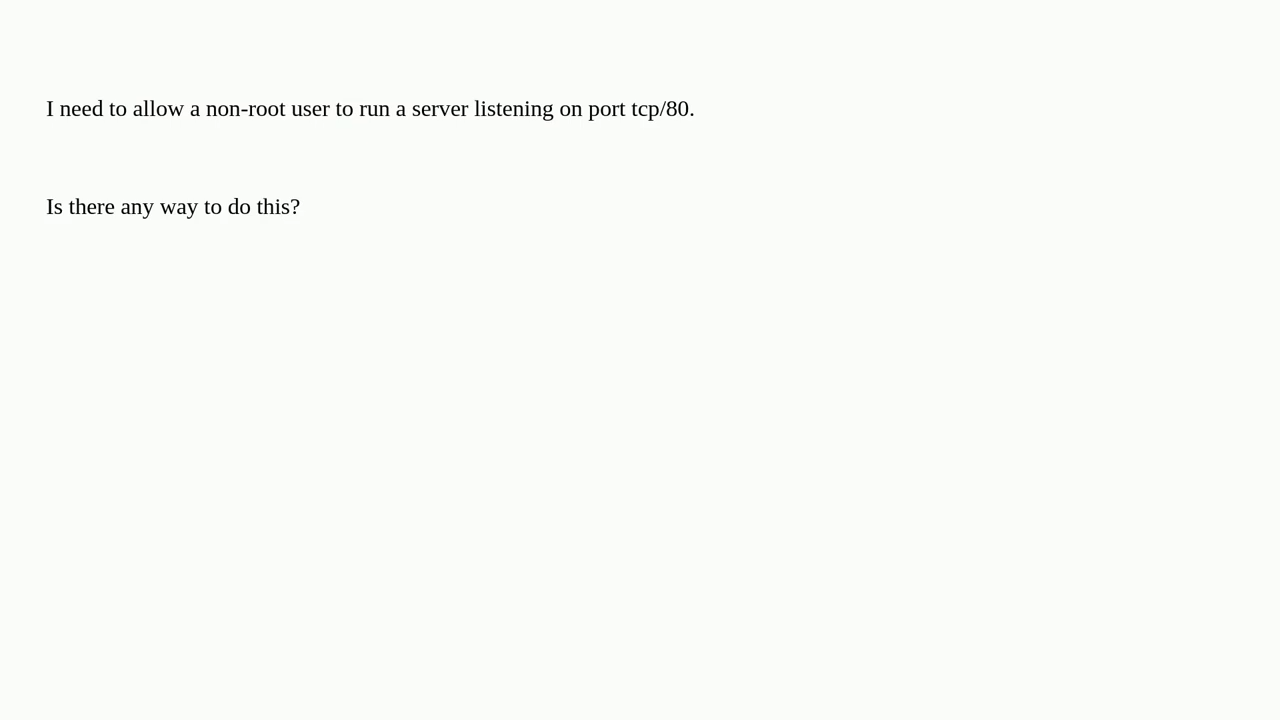 I need to allow a non-root user to run a server listening on port tcp/80.
Is there any way to do this?